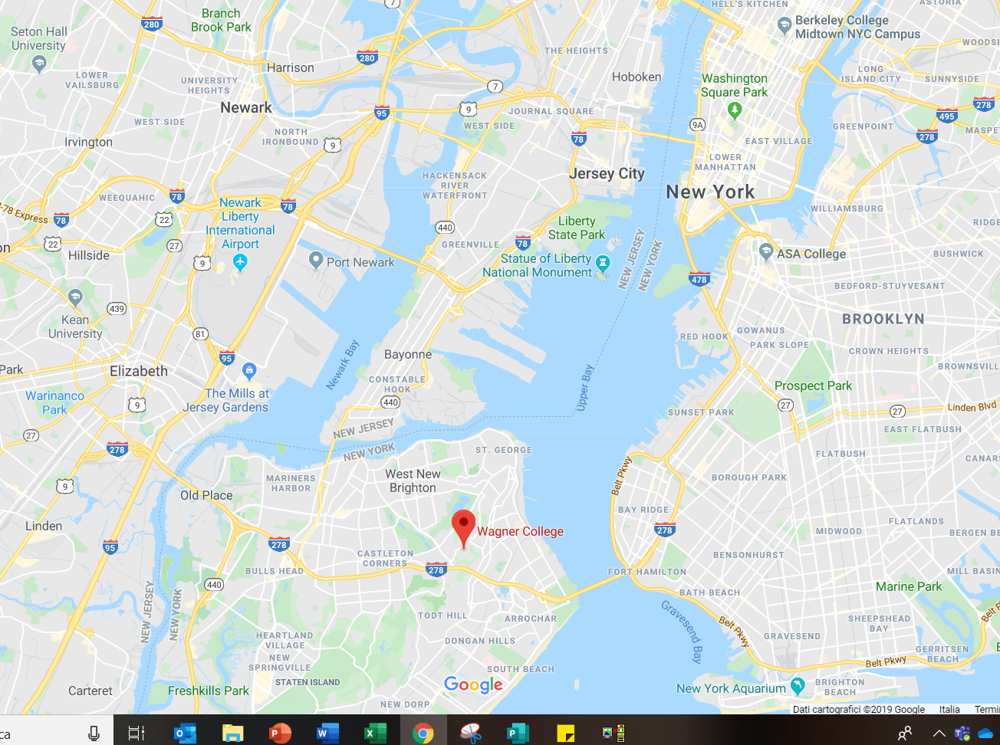 HELL'S KITCHEN
ASTORIA
7
Branch
Brook Park
280
Berkeley College
Midtown NYC Campus
Seton Hall
University
THE HEIGHTS
280
Harrison
LOWER
VAILSBURG
UNIVERSITY
HEIGHTS
Hoboken
Washington
Square Park
LONG
ISLAND CITY
SUNNYSIDE
7
Newark
9
JOURNAL SQUARE
278
95
495
WEST SIDE
WEST SIDE
9A
GREENPOINT
278
NORTH
IRONBOUND
9
78
EAST VILLAGE
Irvington
LOWER
MANHATTAN
Jersey City
HACKENSACK
RIVER
WATERFRONT
New York
WEEQUAHIC
78
Newark
Liberty
International
Airport
78
WILLIAMSBURG
I-78 Express
78
22
440
Liberty
State Park
22
27
GREENVILLE
78
Hillside
9
Port Newark
Statue of Liberty
National Monument
NEW JERSEY
NEW YORK
ASA College
BUSHWICK
478
BEDFORD-STUYVESANT
439
Kean
University
BROOKLYN
81
GOWANUS
RED HOOK
PARK SLOPE
95
Bayonne
CROWN HEIGHTS
Newark Bay
Park
Elizabeth
CONSTABLE
HOOK
Upper Bay
Prospect Park
BROWNSVILL
Warinanco
Park
The Mills at
Jersey Gardens
9
440
27
27
Linden Blvd
SUNSET PARK
NEW JERSEY
EAST FLATBUSH
27
278
NEW YORK
ST. GEORGE
FLATBUSH
CANARS
MARINERS
HARBOR
West New
Brighton
Belt Pkwy
BOROUGH PARK
9
Old Place
BAY RIDGE
Linden
Wagner College
278
MIDWOOD
FLATLANDS
BERGEN BE
95
278
CASTLETON
CORNERS
BENSONHURST
BULLS HEAD
278
FORT HAMILTON
MILL BASIN
440
BATH BEACH
Marine Park
NEW JERSEY
NEW YORK
TODT HILL
ARROCHAR
Gravesend Bay
Belt Pkwy
SHEEPSHEAD
BAY
Belt P
HEARTLAND
VILLAGE
DONGAN HILLS
GRAVESEND
NEW
SPRINGVILLE
GERRITSEN
BEACH
SOUTH BEACH
Belt Pkwy
STATEN ISLAND
Google
New York Aquarium
BRIGHTON
BEACH
Carteret
Freshkills Park
NEW DORP
Dati cartografici ©2019 Google
Italia
Termi
ca